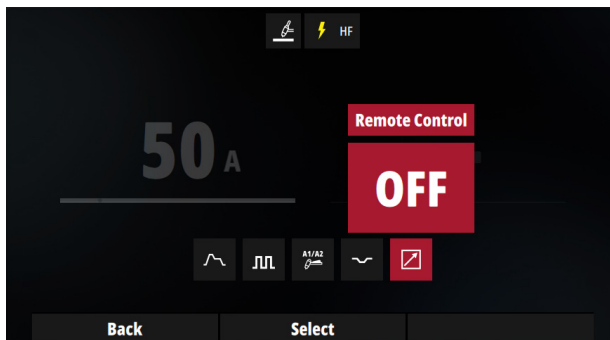 HF
Remote Control
50 A
OFF
A1/A2
Back
Select